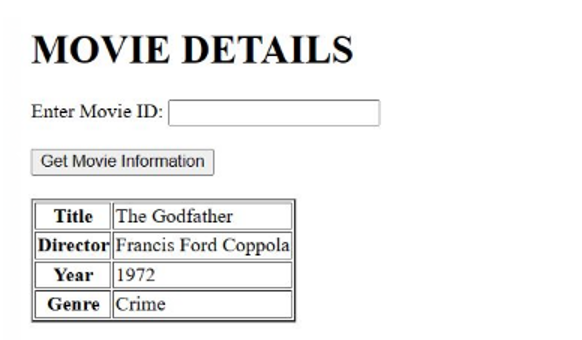 MOVIE DETAILS
Enter Movie ID:
Get Movie Information
Title The Godfather
Director Francis Ford Coppola
Year 1972
Genre Crime